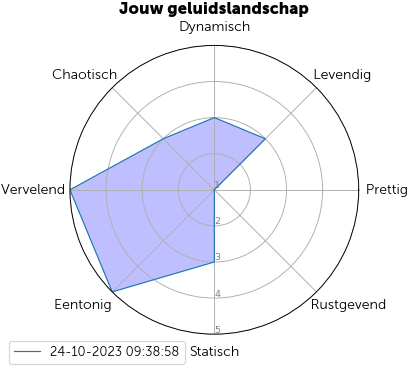 Jouw geluidslandschap
Dynamisch
Chaotisch
Levendig
Vervelend
1
Prettig
2
3
4
Eentonig
Rustgevend
5
24-10-2023 09:38:58
Statisch